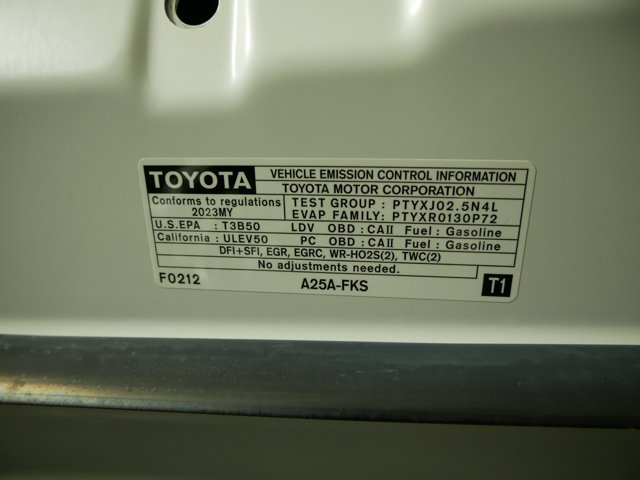 TOYOTA
VEHICLE EMISSION CONTROL INFORMATION
TOYOTA MOTOR CORPORATION
Conforms to regulations
2023MY
TEST GROUP : PTYXJ02.5N4L
EVAP FAMILY: PTYXR0130P72
U.S.EPA : T3B50 LDV OBD : CAII Fuel : Gasoline
California : ULEV50 PC OBD : CAII Fuel : Gasoline
DFI+SFI, EGR, EGRC, WR-HO2S(2), TWC(2)
No adjustments needed.
F0212 A25A-FKS T1